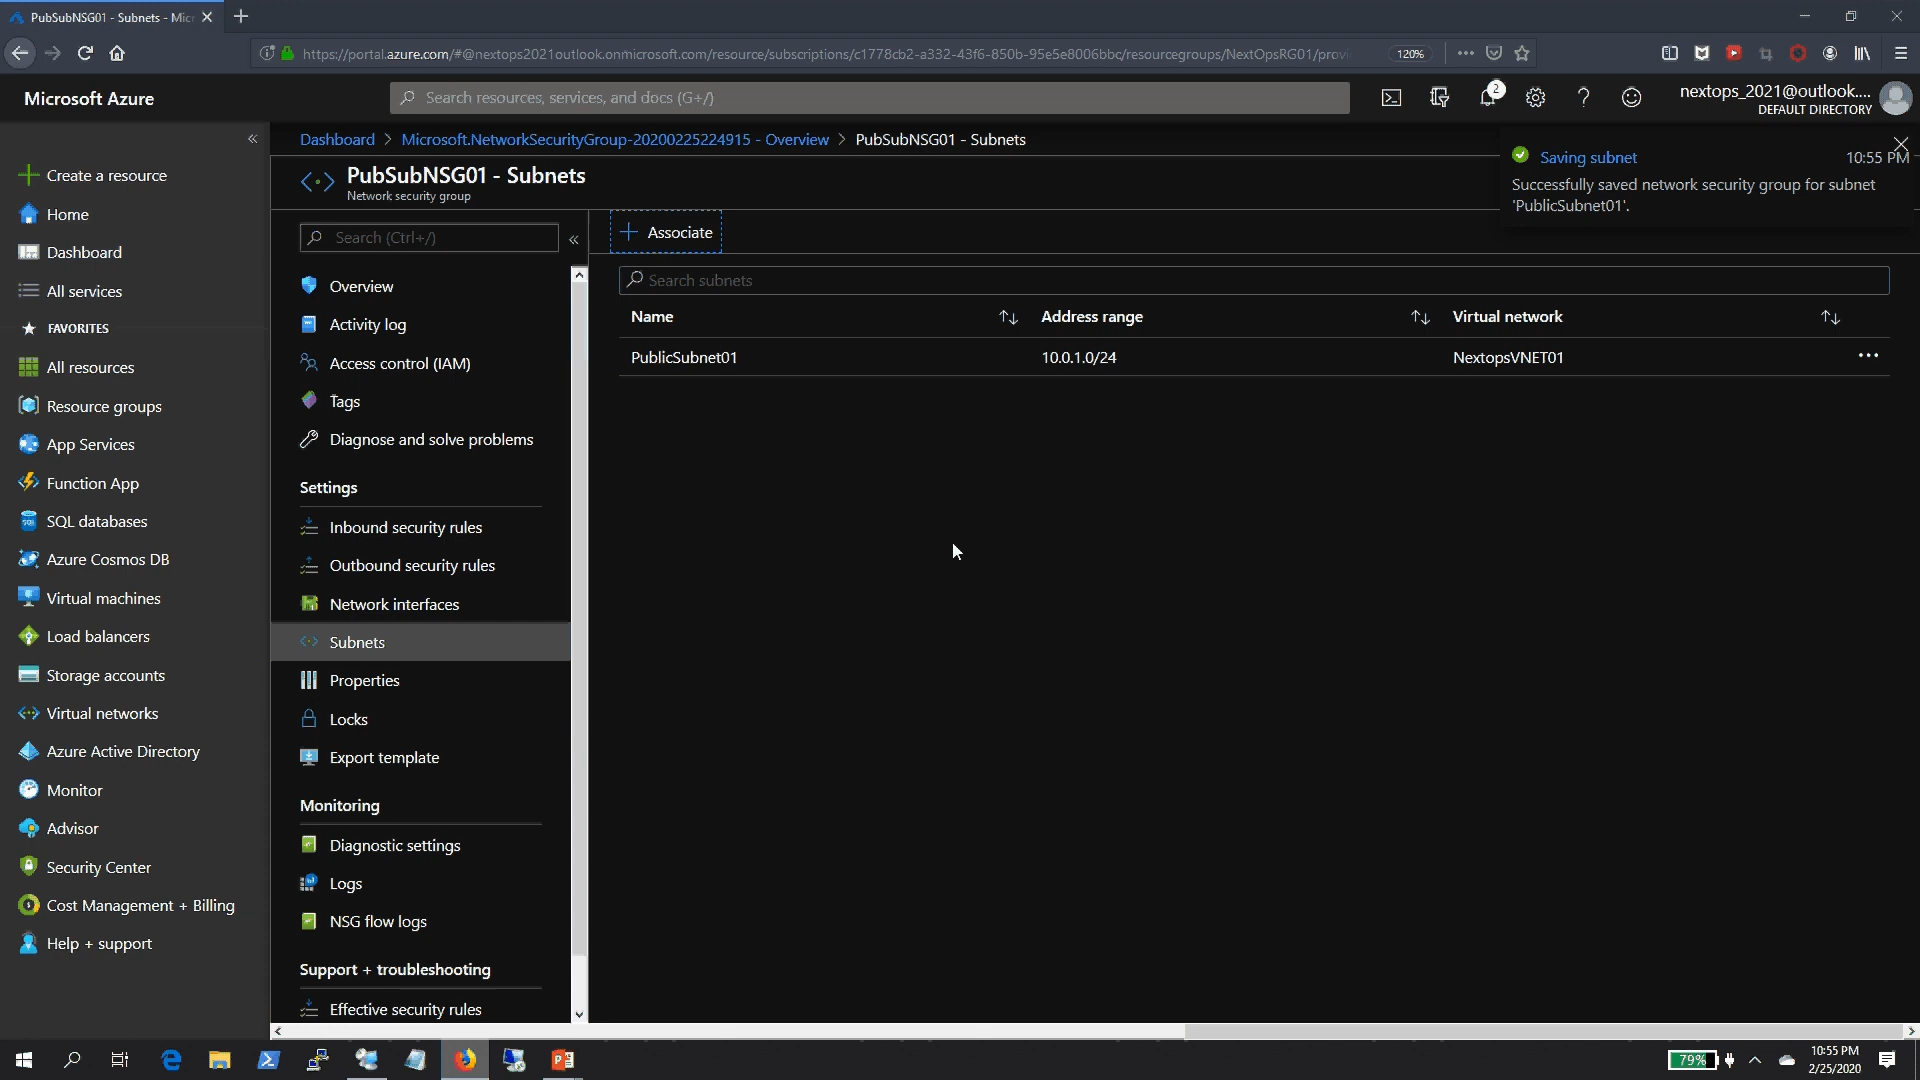 PubSubNSG01 - Subnets - Micr
https://portal.azure.com/#@nextops2021outlook.onmicrosoft.com/resource/subscriptions/c1778cb2-a332-43f6-850b-95e5e8006bbc/resourcegroups/NextOpsRG01/provi
120%
Microsoft Azure
Search resources, services, and docs (G+/)
2
nextops_2021@outlook....
DEFAULT DIRECTORY
Dashboard > Microsoft.NetworkSecurityGroup-20200225224915 - Overview > PubSubNSG01 - Subnets
PubSubNSG01 - Subnets
Network security group
Saving subnet
10:55 PM
Successfully saved network security group for subnet
'PublicSubnet01'.
Create a resource
Home
Dashboard
All services
FAVORITES
All resources
Resource groups
App Services
Function App
SQL databases
Azure Cosmos DB
Virtual machines
Load balancers
Storage accounts
Virtual networks
Azure Active Directory
Monitor
Advisor
Security Center
Cost Management + Billing
Help + support
Search (Ctrl+/)
Overview
Activity log
Access control (IAM)
Tags
Diagnose and solve problems
Settings
Inbound security rules
Outbound security rules
Network interfaces
Subnets
Properties
Locks
Export template
Monitoring
Diagnostic settings
Logs
NSG flow logs
Support + troubleshooting
Effective security rules
Associate
Search subnets
Name Address range Virtual network
PublicSubnet01 10.0.1.0/24 NextopsVNET01
79%
10:55 PM
2/25/2020